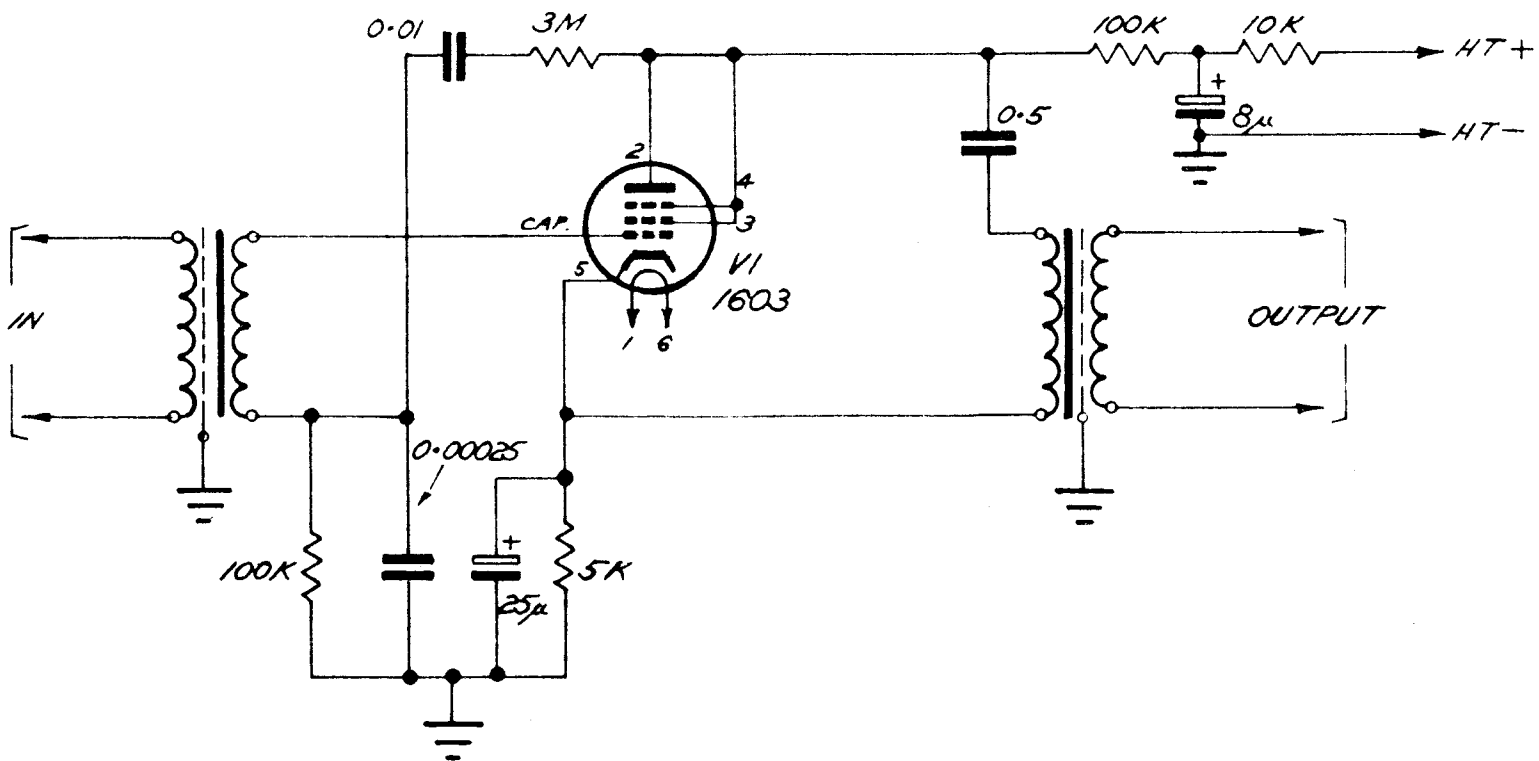 0.01
3M
100K
10K
HT+
+
8µ
HT−
0.5
2
4
3
CAP.
5
V1
1603
1
6
IN
OUTPUT
0.00025
100K
+
25µ
5K